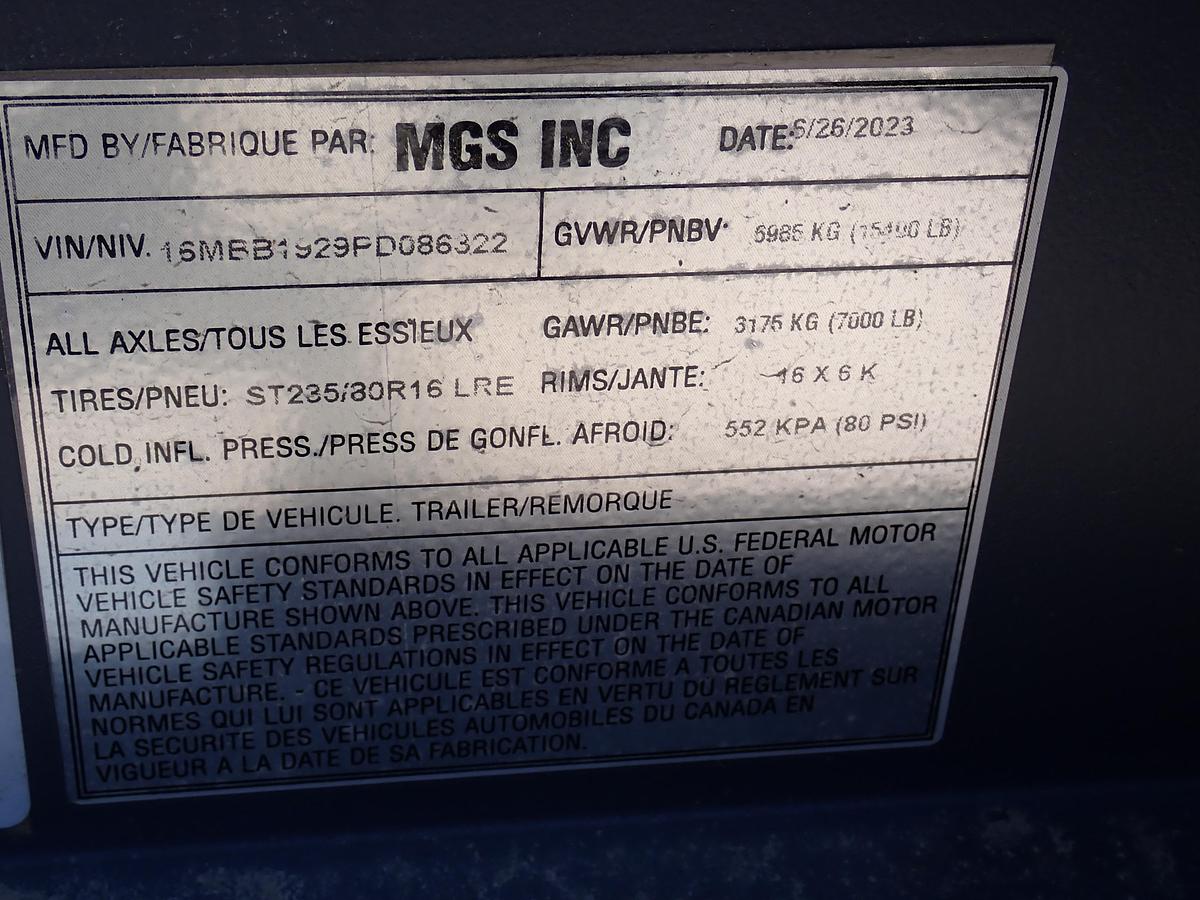 MFD BY/FABRIQUE PAR: MGS INC DATE: 6/26/2023
VIN/NIV. 16MBB1929PD086322 GVWR/PNBV: 6985 KG (15400 LB)
ALL AXLES/TOUS LES ESSIEUX GAWR/PNBE: 3175 KG (7000 LB)
TIRES/PNEU: ST235/80R16 LRE RIMS/JANTE: 16 X 6 K
COLD INFL. PRESS./PRESS DE GONFL. AFROID: 552 KPA (80 PSI)
TYPE/TYPE DE VEHICULE. TRAILER/REMORQUE
THIS VEHICLE CONFORMS TO ALL APPLICABLE U.S. FEDERAL MOTOR
VEHICLE SAFETY STANDARDS IN EFFECT ON THE DATE OF
MANUFACTURE SHOWN ABOVE. THIS VEHICLE CONFORMS TO ALL
APPLICABLE STANDARDS PRESCRIBED UNDER THE CANADIAN MOTOR
VEHICLE SAFETY REGULATIONS IN EFFECT ON THE DATE OF
MANUFACTURE. - CE VEHICULE EST CONFORME A TOUTES LES
NORMES QUI LUI SONT APPLICABLES EN VERTU DU REGLEMENT SUR
LA SECURITE DES VEHICULES AUTOMOBILES DU CANADA EN
VIGUEUR A LA DATE DE SA FABRICATION.